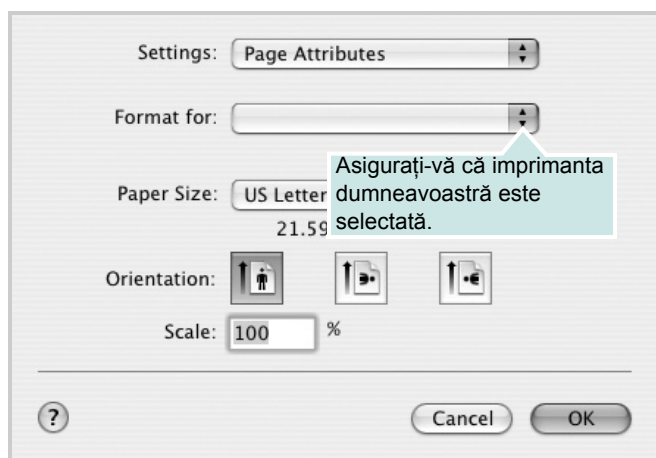 Settings: Page Attributes
Format for:
Asigurați-vă că imprimanta
Paper Size: US Letter dumneavoastră este
21.59 selectată.
Orientation:
Scale: 100 %
? Cancel OK